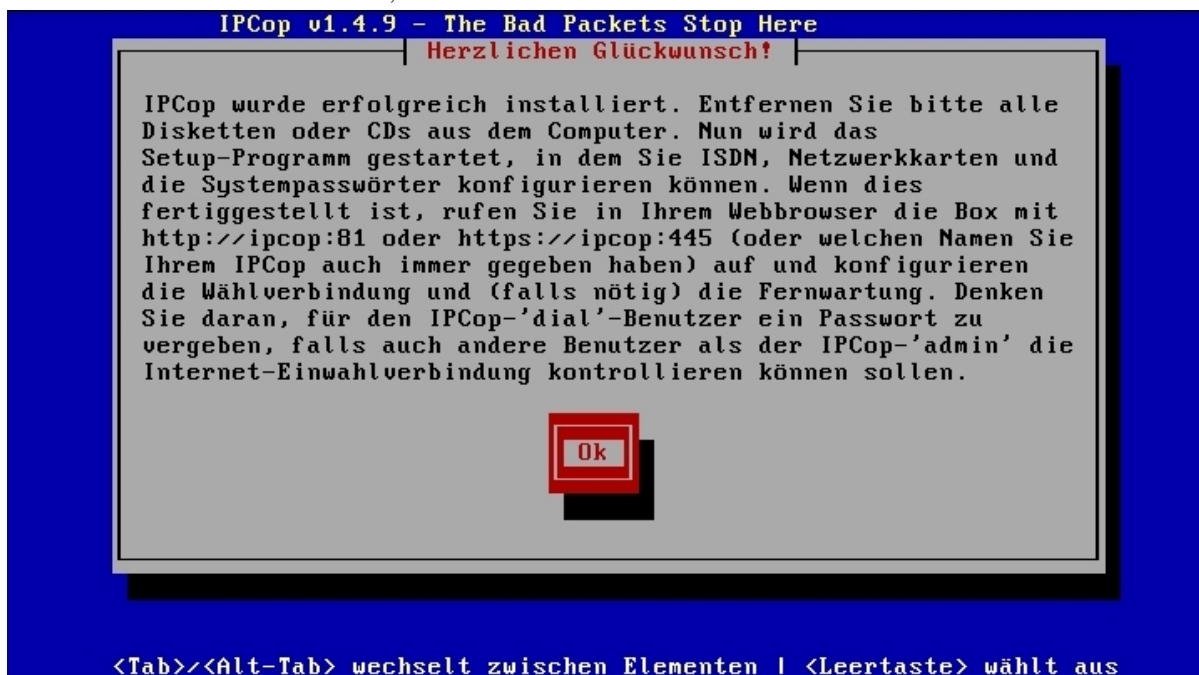 IPCop v1.4.9 - The Bad Packets Stop Here
Herzlichen Glückwunsch!
IPCop wurde erfolgreich installiert. Entfernen Sie bitte alle
Disketten oder CDs aus dem Computer. Nun wird das
Setup-Programm gestartet, in dem Sie ISDN, Netzwerkkarten und
die Systempasswörter konfigurieren können. Wenn dies
fertiggestellt ist, rufen Sie in Ihrem Webbrowser die Box mit
http://ipcop:81 oder https://ipcop:445 (oder welchen Namen Sie
Ihrem IPCop auch immer gegeben haben) auf und konfigurieren
die Wählverbindung und (falls nötig) die Fernwartung. Denken
Sie daran, für den IPCop-'dial'-Benutzer ein Passwort zu
vergeben, falls auch andere Benutzer als der IPCop-'admin' die
Internet-Einwahlverbindung kontrollieren können sollen.
Ok
<Tab>/<Alt-Tab> wechselt zwischen Elementen | <Leertaste> wählt aus